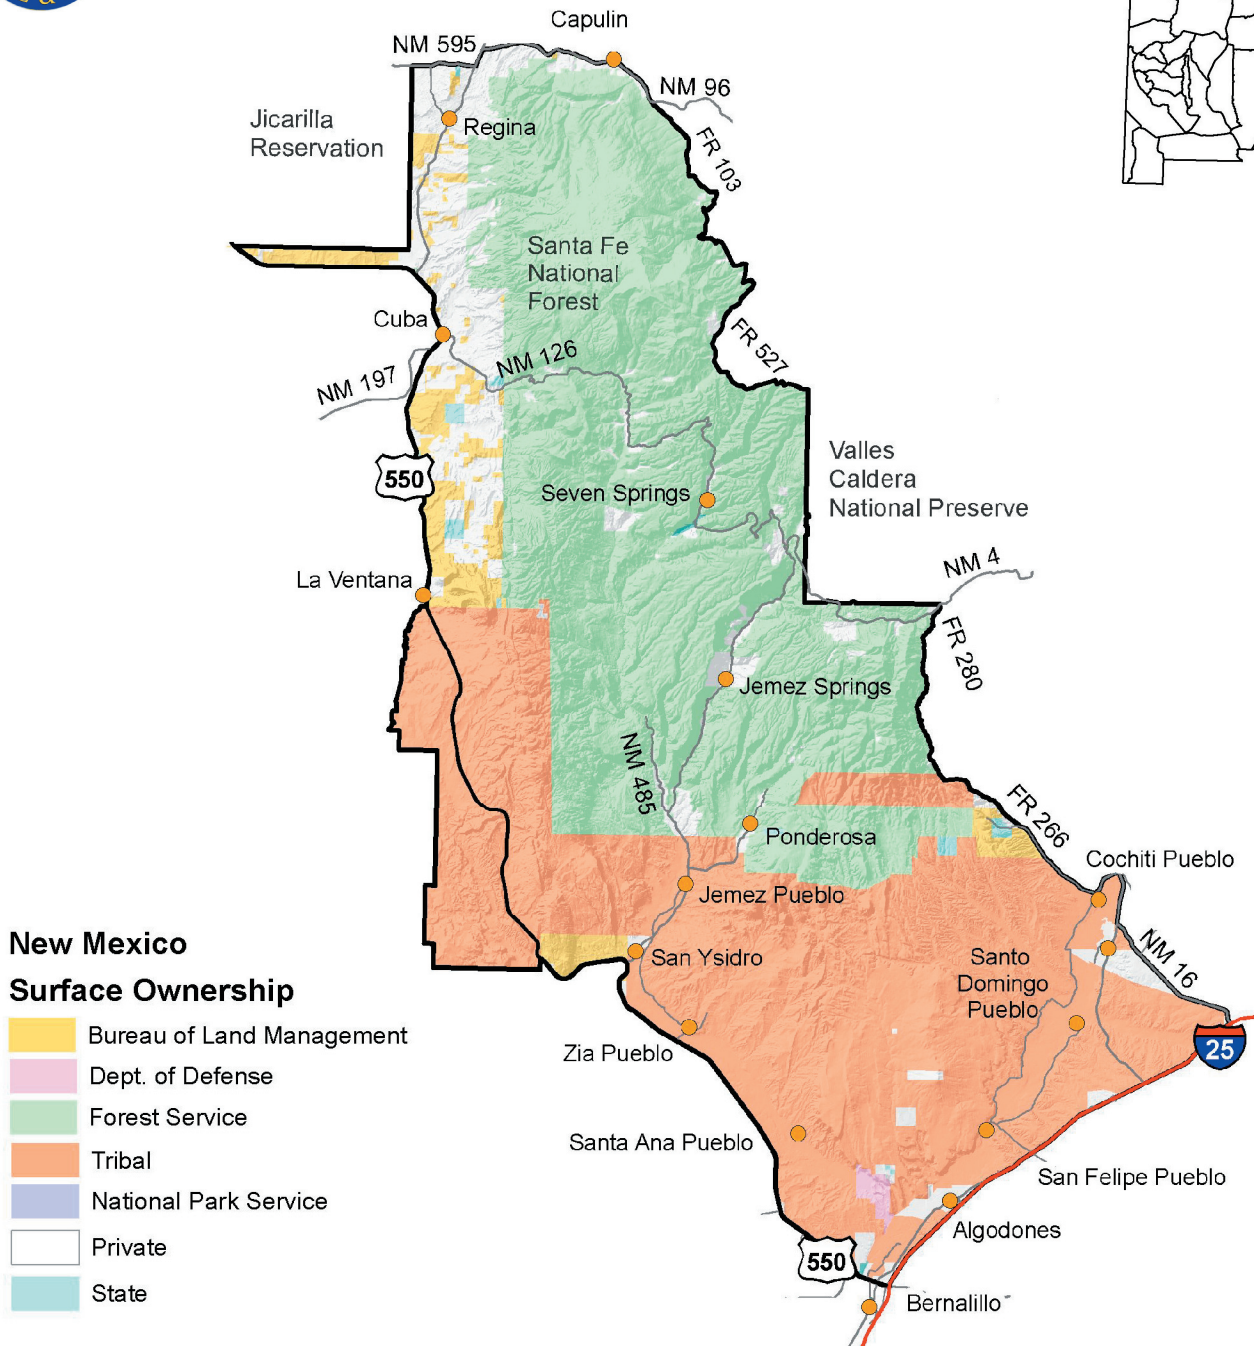 Capulin
NM 595
NM 96
Jicarilla
Reservation
Regina
FR 103
Santa Fe
National
Forest
Cuba
FR 527
NM 126
NM 197
Valles
Caldera
National Preserve
550
Seven Springs
La Ventana
NM 4
FR 280
Jemez Springs
NM 485
FR 266
Ponderosa
Cochiti Pueblo
Jemez Pueblo
New Mexico
Surface Ownership
San Ysidro
Santo
Domingo
Pueblo
NM 16
Bureau of Land Management
Zia Pueblo
25
Dept. of Defense
Forest Service
Santa Ana Pueblo
Tribal
San Felipe Pueblo
National Park Service
Algodones
Private
550
State
Bernalillo